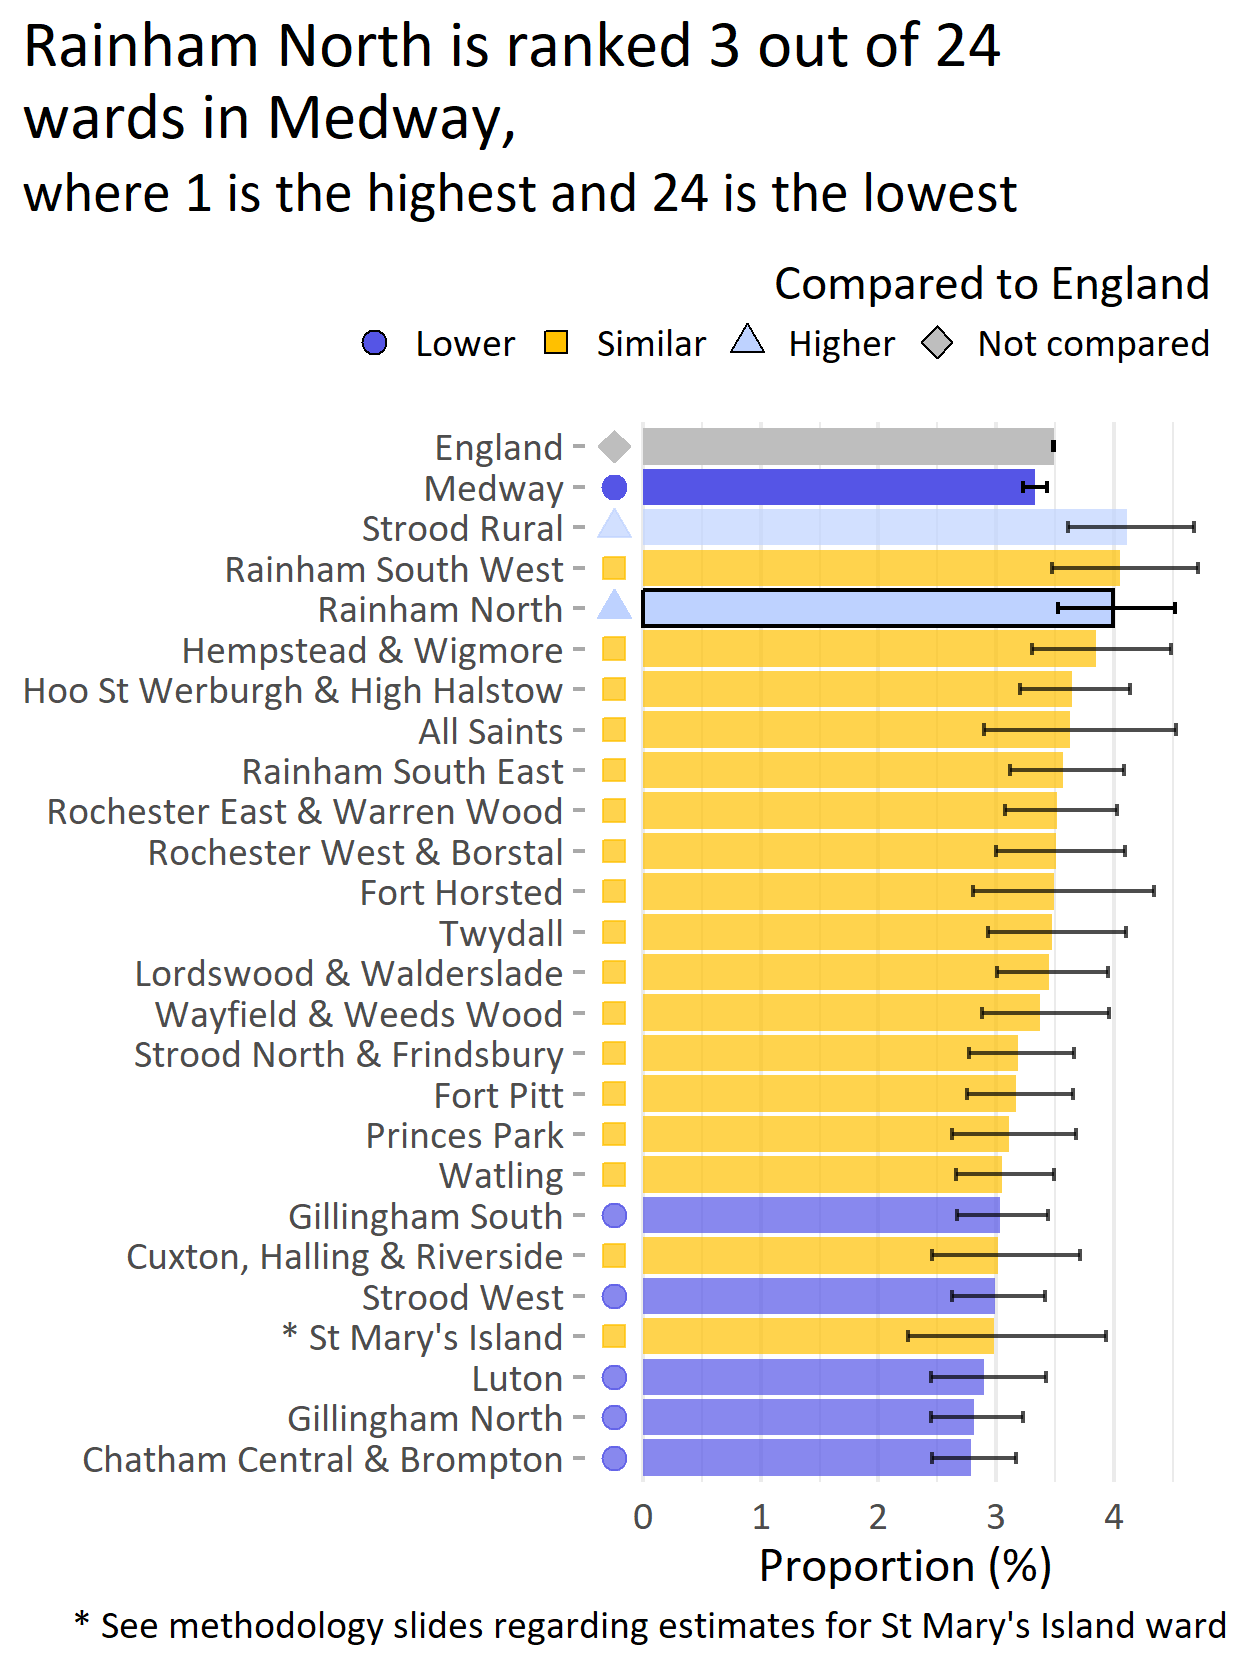 Rainham North is ranked 3 out of 24
wards in Medway,
where 1 is the highest and 24 is the lowest
Compared to England
Lower Similar Higher Not compared
England
Medway
Strood Rural
Rainham South West
Rainham North
Hempstead & Wigmore
Hoo St Werburgh & High Halstow
All Saints
Rainham South East
Rochester East & Warren Wood
Rochester West & Borstal
Fort Horsted
Twydall
Lordswood & Walderslade
Wayfield & Weeds Wood
Strood North & Frindsbury
Fort Pitt
Princes Park
Watling
Gillingham South
Cuxton, Halling & Riverside
Strood West
* St Mary's Island
Luton
Gillingham North
Chatham Central & Brompton
0 1 2 3 4
Proportion (%)
* See methodology slides regarding estimates for St Mary's Island ward